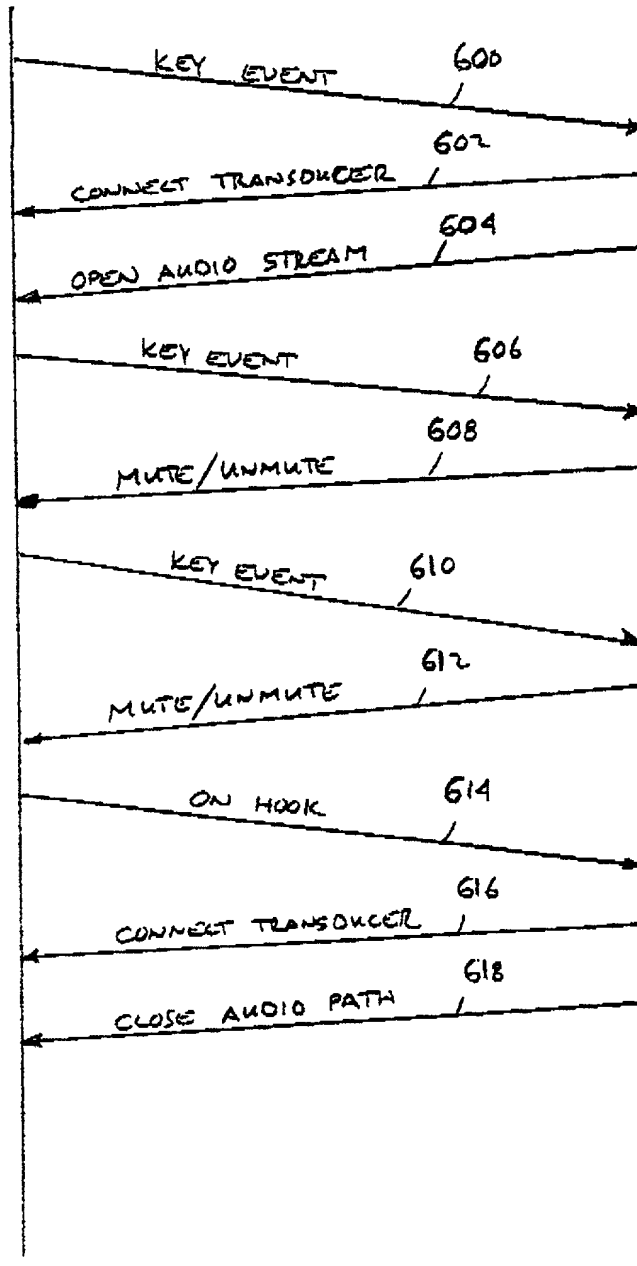 KEY EVENT 600
602
CONNECT TRANSDUCER
604
OPEN AUDIO STREAM
KEY EVENT 606
608
MUTE/UNMUTE
KEY EVENT 610
612
MUTE/UNMUTE
ON HOOK 614
616
CONNECT TRANSDUCER
618
CLOSE AUDIO PATH